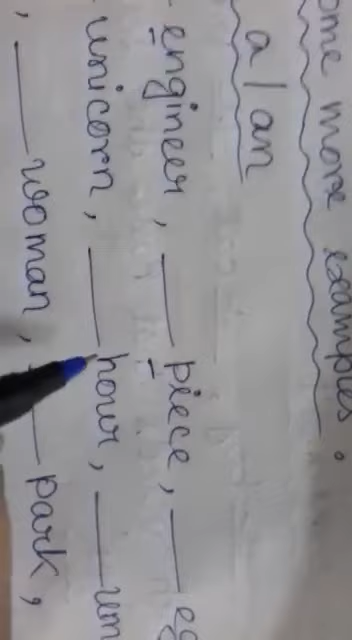 more examples.
a/an
engineer, ___ piece, ___
unicorn, ___ hour, ___
, ___ woman, ___ park,